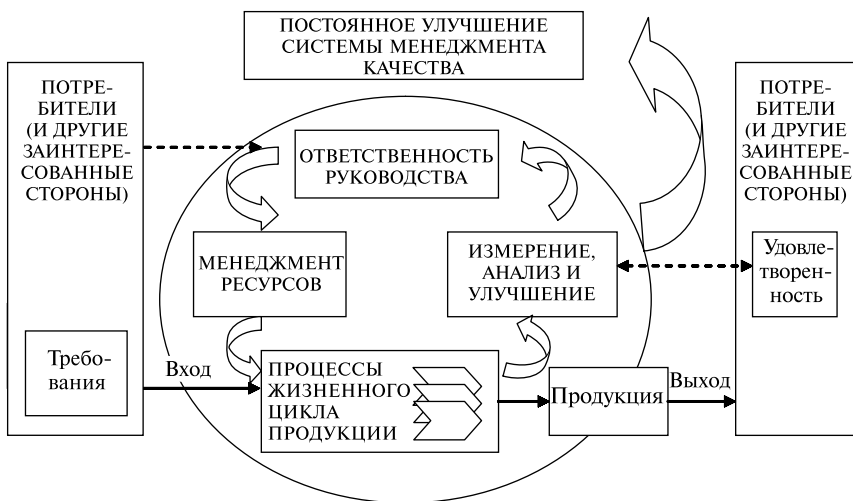 ПОСТОЯННОЕ УЛУЧШЕНИЕ
СИСТЕМЫ МЕНЕДЖМЕНТА
КАЧЕСТВА
ПОТРЕ-
БИТЕЛИ
(И ДРУГИЕ
ЗАИНТЕРЕ-
СОВАННЫЕ
СТОРОНЫ)
Требо-
вания
Вход
ОТВЕТСТВЕННОСТЬ
РУКОВОДСТВА
МЕНЕДЖМЕНТ
РЕСУРСОВ
ИЗМЕРЕНИЕ,
АНАЛИЗ И
УЛУЧШЕНИЕ
ПРОЦЕССЫ
ЖИЗНЕННОГО
ЦИКЛА
ПРОДУКЦИИ
Продукция
Выход
ПОТРЕ-
БИТЕЛИ
(И ДРУГИЕ
ЗАИНТЕРЕ-
СОВАННЫЕ
СТОРОНЫ)
Удовле-
творен-
ность